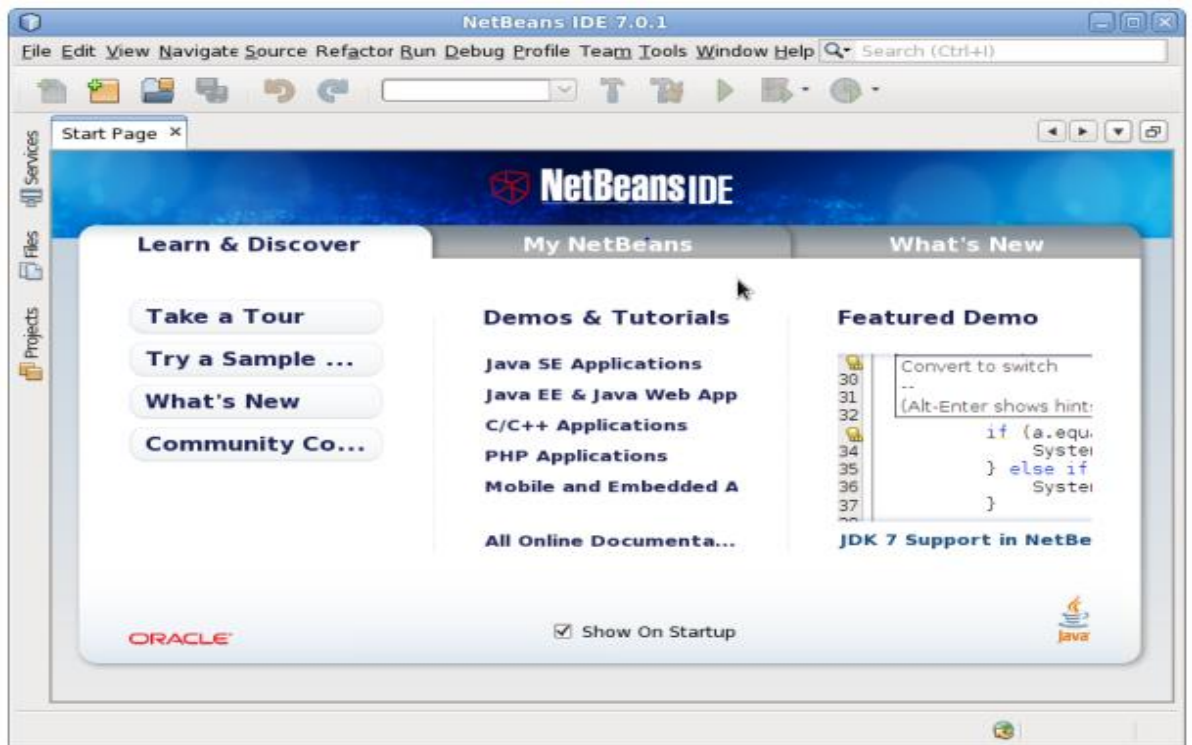 NetBeans IDE 7.0.1
File Edit View Navigate Source Refactor Run Debug Profile Team Tools Window Help Search (Ctrl+I)
Start Page
Services
Files
Projects
NetBeans IDE
Learn & Discover
My NetBeans
What's New
Take a Tour
Try a Sample ...
What's New
Community Co...
Demos & Tutorials
Java SE Applications
Java EE & Java Web App
C/C++ Applications
PHP Applications
Mobile and Embedded A
All Online Documenta...
Featured Demo
Convert to switch
30 --
31
32 (Alt-Enter shows hint:
if (a.equ
34 System
35 } else if
36 System
37 }
JDK 7 Support in NetBe
ORACLE
Show On Startup
Java